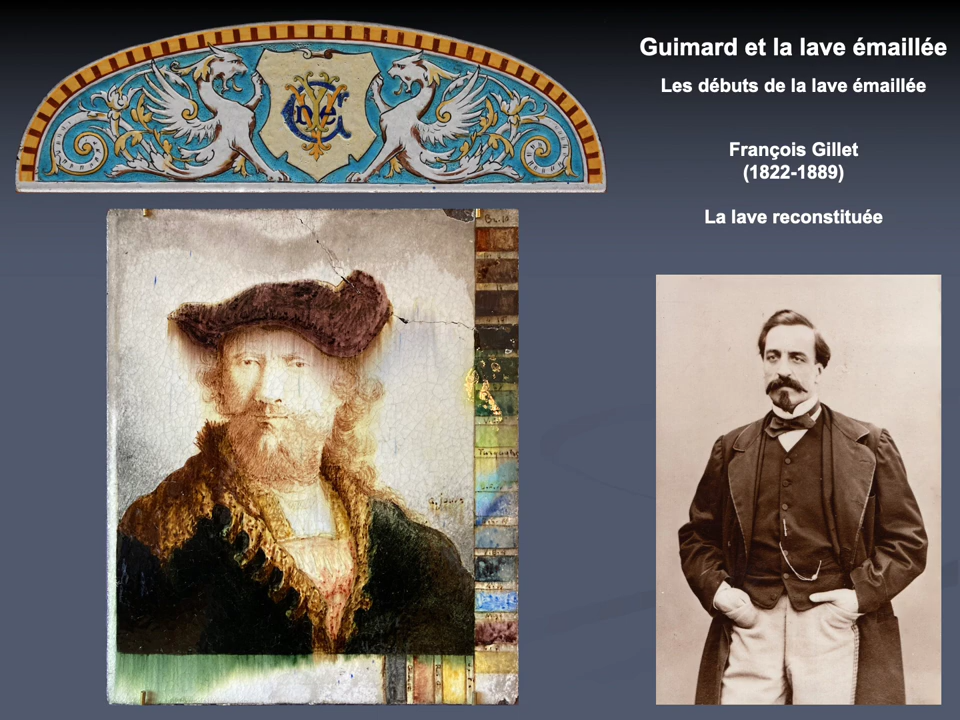 Guimard et la lave émaillée
Les débuts de la lave émaillée
François Gillet
(1822-1889)
La lave reconstituée